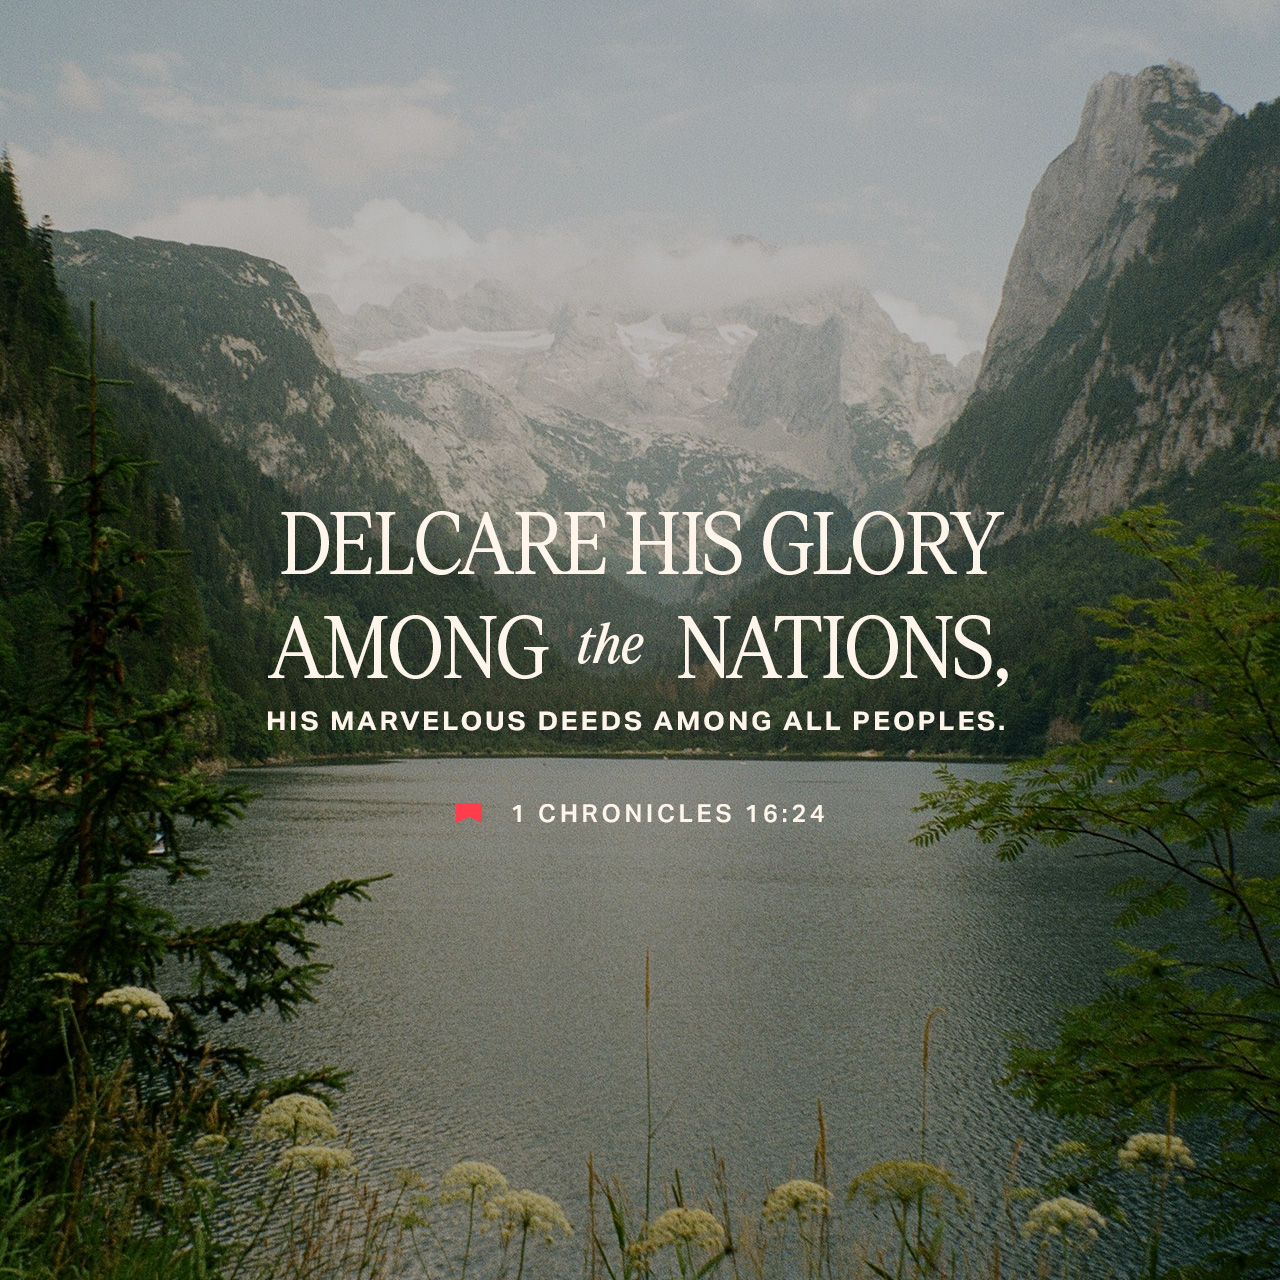 DELCARE HIS GLORY
AMONG the NATIONS,
HIS MARVELOUS DEEDS AMONG ALL PEOPLES.
1 CHRONICLES 16:24